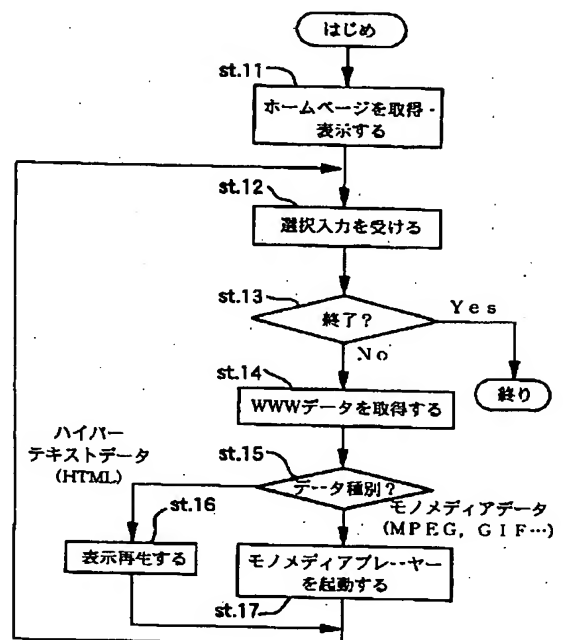 はじめ
st.11
ホームページを取得・
表示する
st.12
選択入力を受ける
st.13
終了?
Yes
No
終り
st.14
WWWデータを取得する
ハイパー
テキストデータ
(HTML)
st.15
データ種別?
モノメディアデータ
(MPEG, GIF…)
st.16
表示再生する
モノメディアプレーヤー
を起動する
st.17